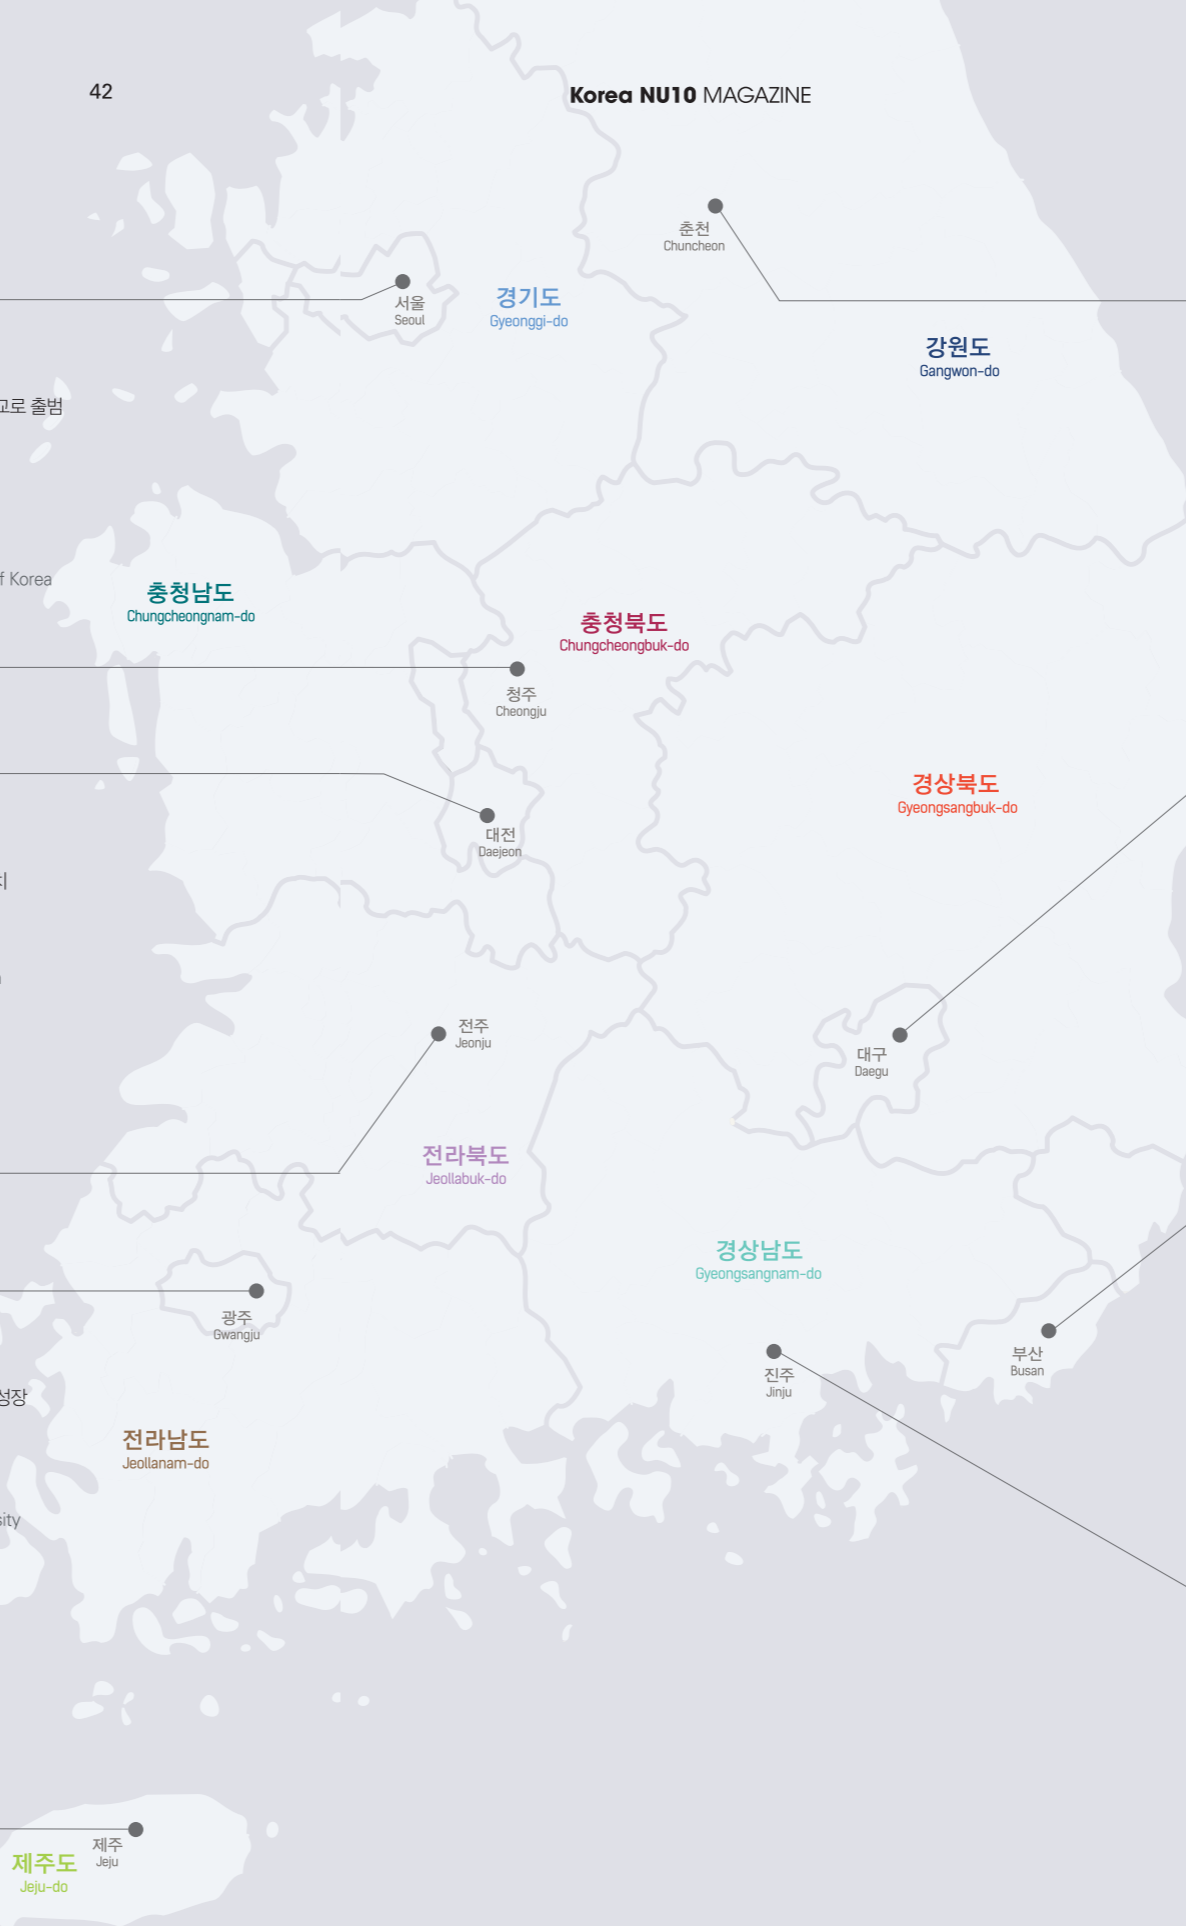 42
Korea NU10 MAGAZINE
춘천
Chuncheon
서울
Seoul
경기도
Gyeonggi-do
강원도
Gangwon-do
교로 출범
f Korea
충청남도
Chungcheongnam-do
충청북도
Chungcheongbuk-do
청주
Cheongju
경상북도
Gyeongsangbuk-do
대전
Daejeon
전주
Jeonju
대구
Daegu
전라북도
Jeollabuk-do
경상남도
Gyeongsangnam-do
광주
Gwangju
부산
Busan
진주
Jinju
성장
전라남도
Jeollanam-do
sity
제주
Jeju
제주도
Jeju-do